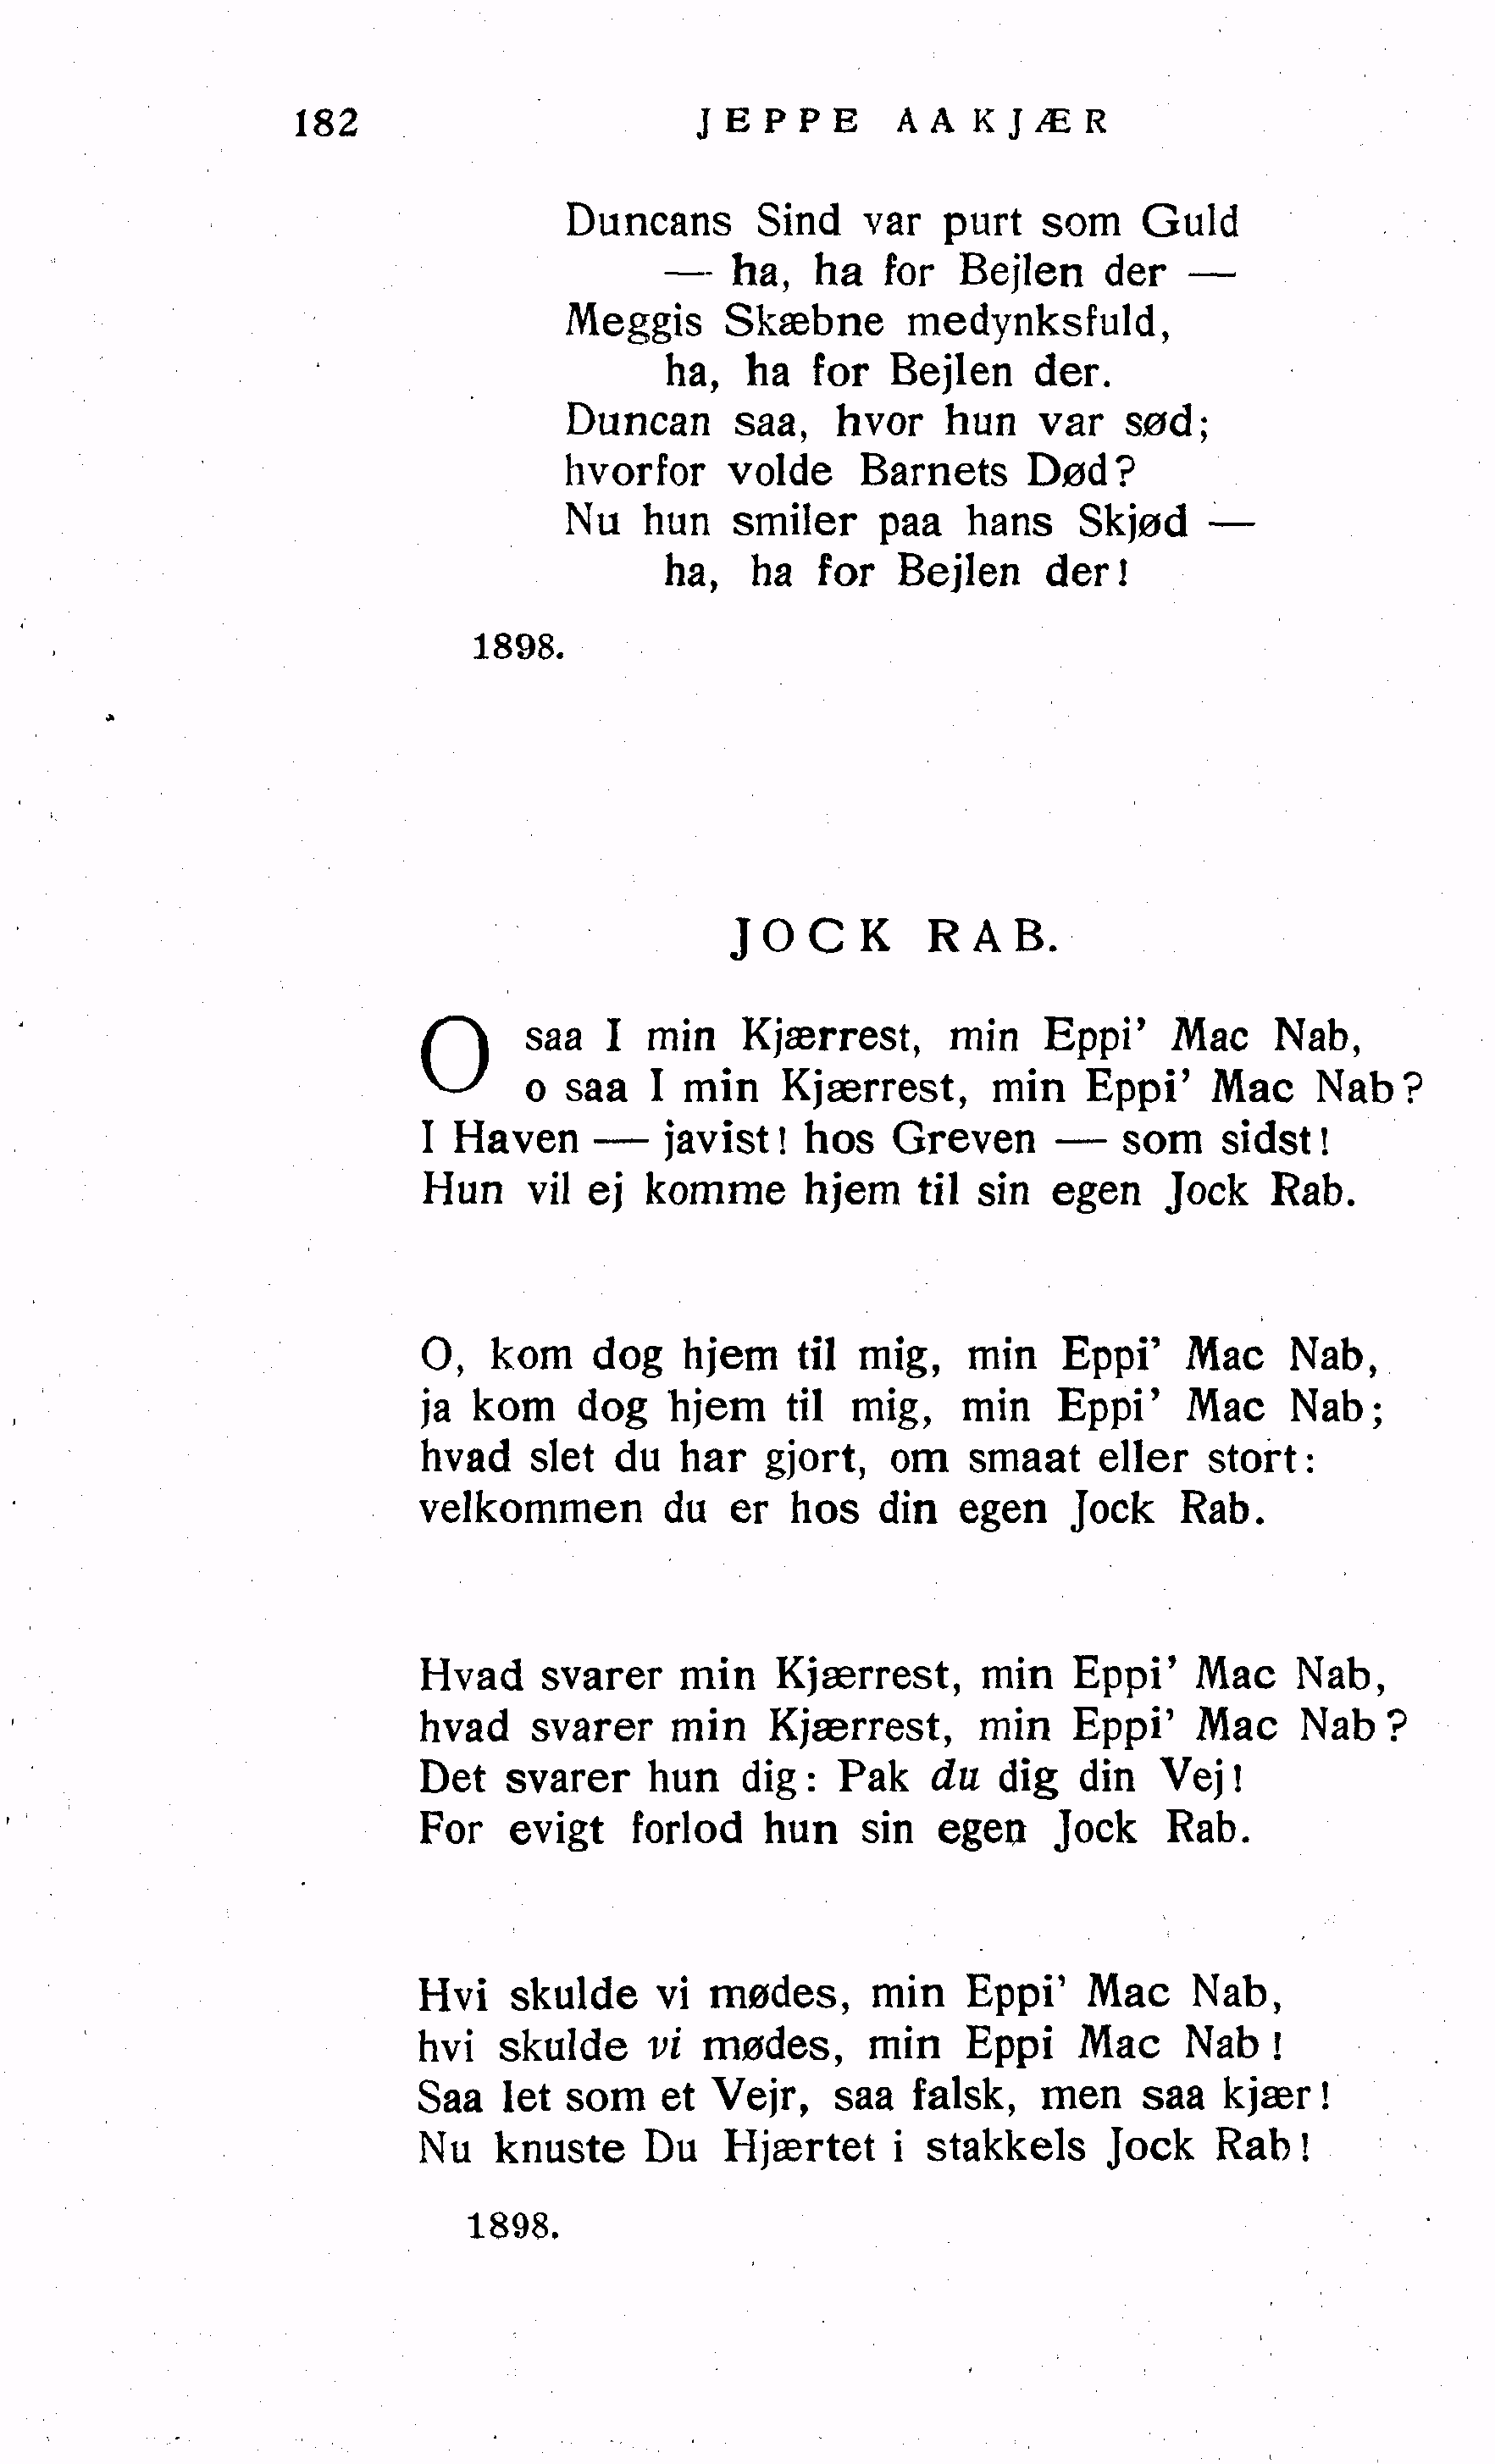 182 JEPPE AAKJÆR
Duncans Sind var purt som Guld
— ha, ha for Bejlen der —
Meggis Skæbne medynksfuld,
ha, ha for Bejlen der.
Duncan saa, hvor hun var sød;
hvorfor volde Barnets Død?
Nu hun smiler paa hans Skjød —
ha, ha for Bejlen der!
1898.
JOCK RAB.
O saa I min Kjærrest, min Eppi’ Mac Nab,
o saa I min Kjærrest, min Eppi’ Mac Nab?
I Haven — javist! hos Greven — som sidst!
Hun vil ej komme hjem til sin egen Jock Rab.
O, kom dog hjem til mig, min Eppi’ Mac Nab,
ja kom dog hjem til mig, min Eppi’ Mac Nab;
hvad slet du har gjort, om smaat eller stort:
velkommen du er hos din egen Jock Rab.
Hvad svarer min Kjærrest, min Eppi’ Mac Nab,
hvad svarer min Kjærrest, min Eppi’ Mac Nab?
Det svarer hun dig: Pak du dig din Vej!
For evigt forlod hun sin egen Jock Rab.
Hvi skulde vi mødes, min Eppi’ Mac Nab,
hvi skulde vi mødes, min Eppi Mac Nab!
Saa let som et Vejr, saa falsk, men saa kjær!
Nu knuste Du Hjærtet i stakkels Jock Rab!
1898.